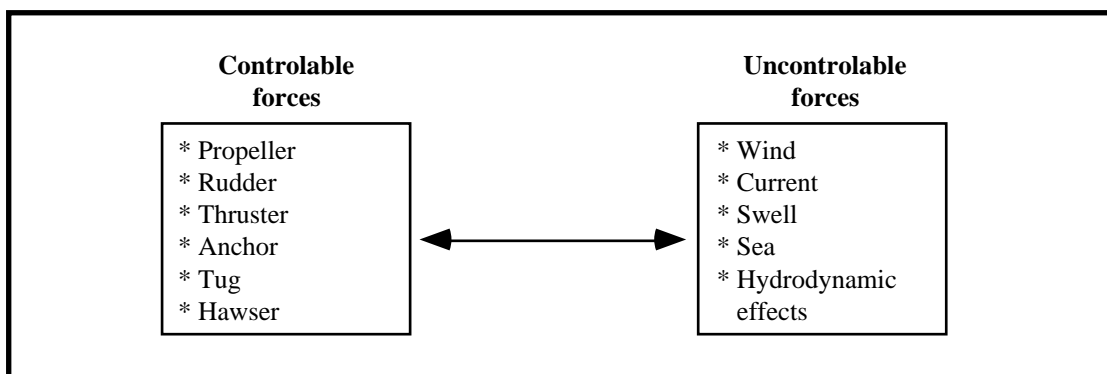 Controlable
forces
* Propeller
* Rudder
* Thruster
* Anchor
* Tug
* Hawser
Uncontrolable
forces
* Wind
* Current
* Swell
* Sea
* Hydrodynamic
effects